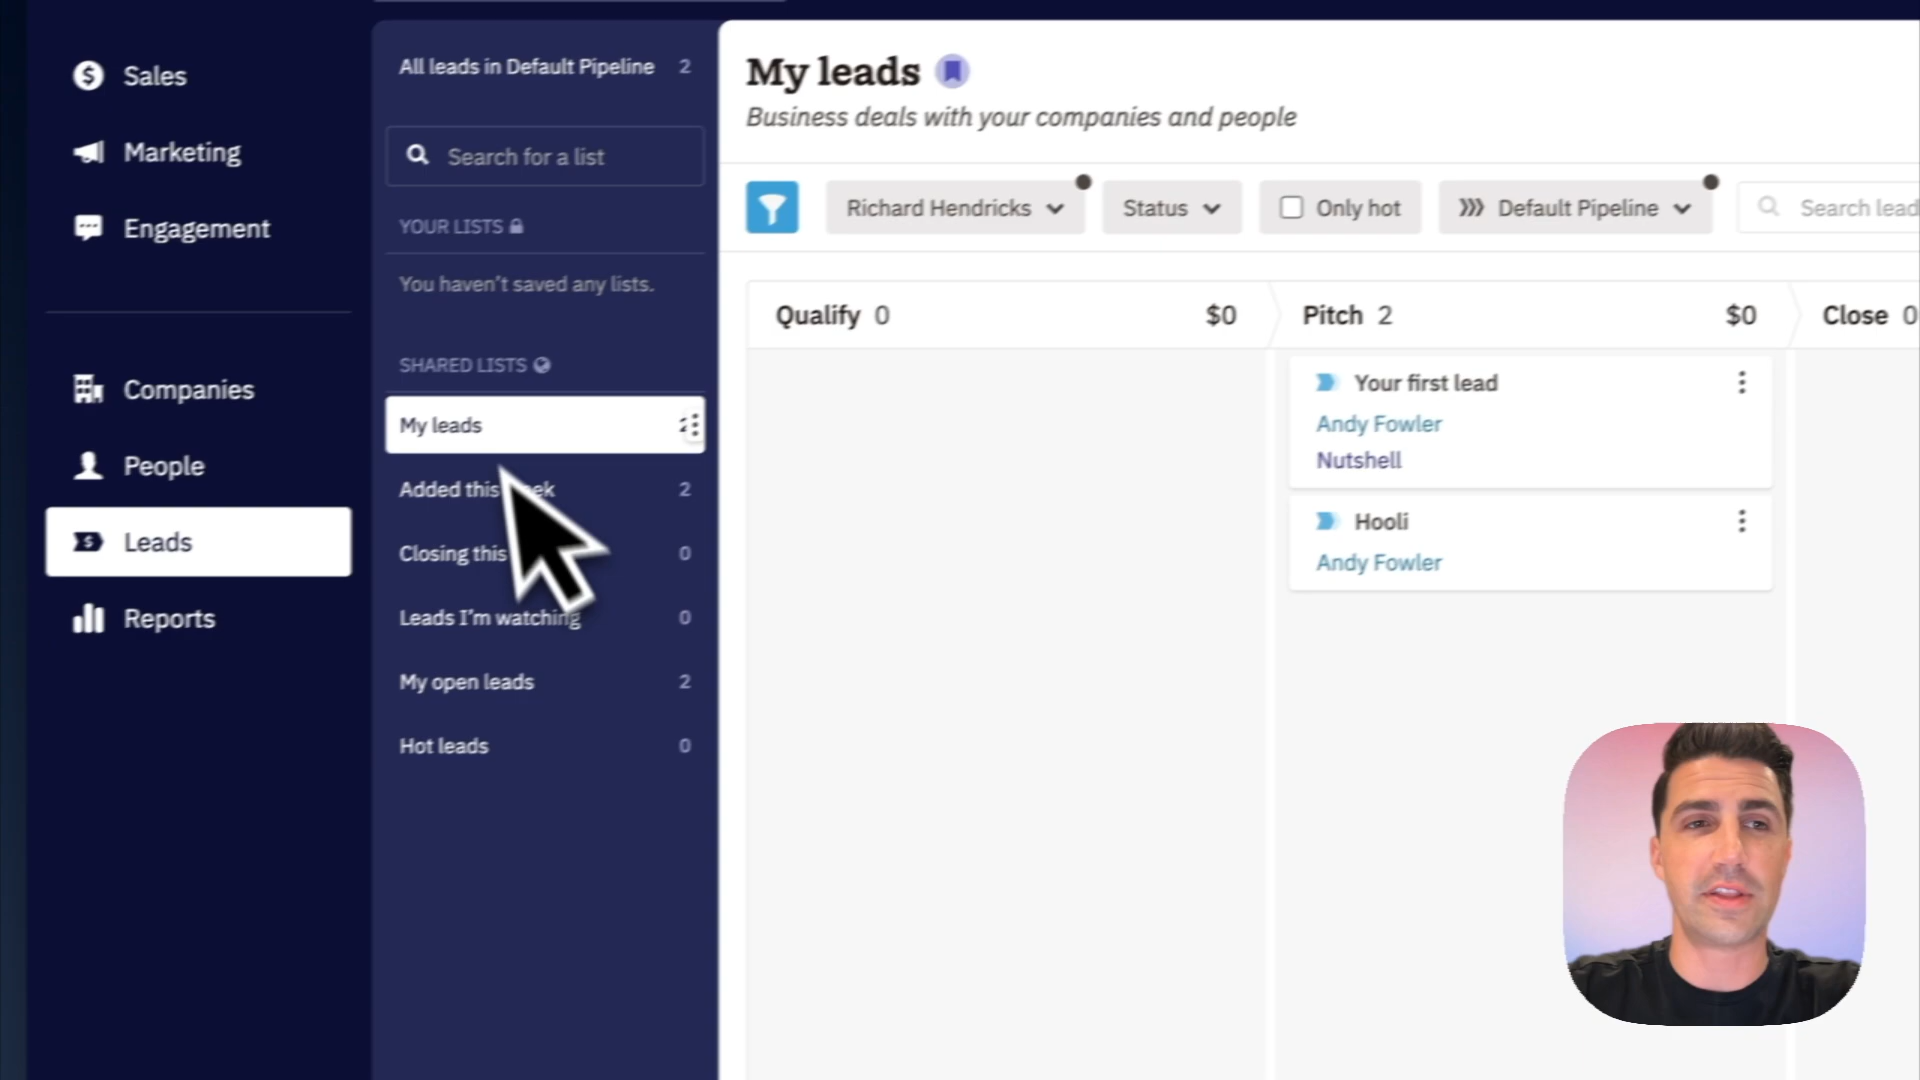 Sales
Marketing
Engagement
Companies
People
Leads
Reports
All leads in Default Pipeline 2
Search for a list
YOUR LISTS
You haven't saved any lists.
SHARED LISTS
My leads
Added this
2
Closing this
0
Leads I'm watching 0
My open leads 2
Hot leads 0
My leads
Business deals with your companies and people
Richard Hendricks
Status
Only hot
Default Pipeline
Search lead
Qualify 0 $0
Pitch 2 $0
Close 0
Your first lead
Andy Fowler
Nutshell
Hooli
Andy Fowler